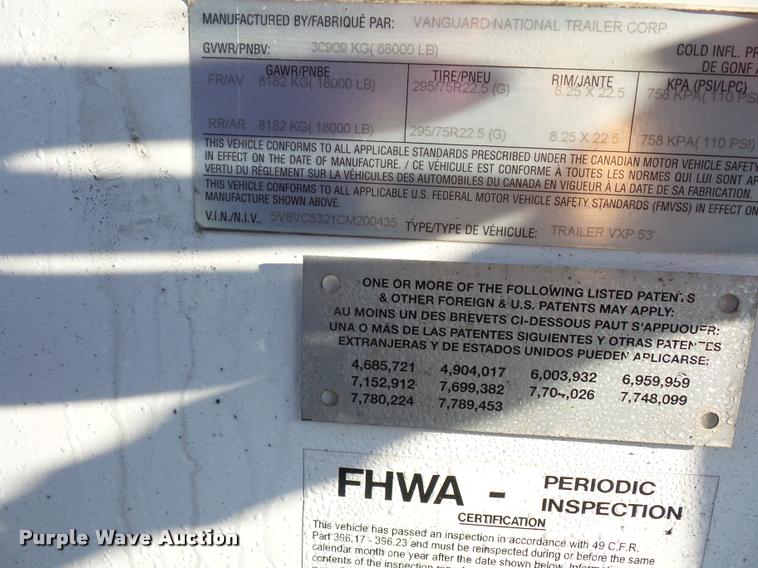 MANUFACTURED BY/FABRIQUÉ PAR: VANGUARD NATIONAL TRAILER CORP.
GVWR/PNBV: 30909 KG( 68000 LB) COLD INFL. PR
DE GONF
GAWR/PNBE TIRE/PNEU RIM/JANTE KPA (PSI/LPC)
FR/AV 8182 KG( 18000 LB) 295/75R22.5 (G) 8.25 X 22.5 758 KPA( 110 PSI)
RR/AR 8182 KG( 18000 LB) 295/75R22.5 (G) 8.25 X 22.5 758 KPA( 110 PSI)
THIS VEHICLE CONFORMS TO ALL APPLICABLE STANDARDS PRESCRIBED UNDER THE CANADIAN MOTOR VEHICLE SAFETY
IN EFFECT ON THE DATE OF MANUFACTURE. / CE VÉHICULE EST CONFORME À TOUTES LES NORMES QUI LUI SONT AP
VERTU DU RÈGLEMENT SUR LA VÉHICULES DES AUTOMOBILES DU CANADA EN VIGUEUR À LA DATE DE SA FABRICATION.
THIS VEHICLE CONFORMS TO ALL APPLICABLE U.S. FEDERAL MOTOR VEHICLE SAFETY STANDARDS (FMVSS) IN EFFECT ON
MANUFACTURE SHOWN ABOVE.
V.I.N./N.I.V.. 5V8VC5321CM200435 TYPE/TYPE DE VÉHICULE: TRAILER VXP 53'
ONE OR MORE OF THE FOLLOWING LISTED PATENTS
& OTHER FOREIGN & U.S. PATENTS MAY APPLY:
AU MOINS UN DES BREVETS CI-DESSOUS PAUT S'APPUOUER:
UNA O MÁS DE LAS PATENTES SIGUIENTES Y OTRAS PATENTES
EXTRANJERAS Y DE ESTADOS UNIDOS PUEDEN APLICARSE:
4,685,721 4,904,017 6,003,932 6,959,959
7,152,912 7,699,382 7,704,026 7,748,099
7,780,224 7,789,453
FHWA - PERIODIC
INSPECTION
CERTIFICATION
This vehicle has passed an inspection in accordance with 49 C.F.R.
Part 396.17 - 396.23 and must be reinspected during or before the same
calendar month one year after the date shown below.
contents of the inspection
Purple Wave Auction